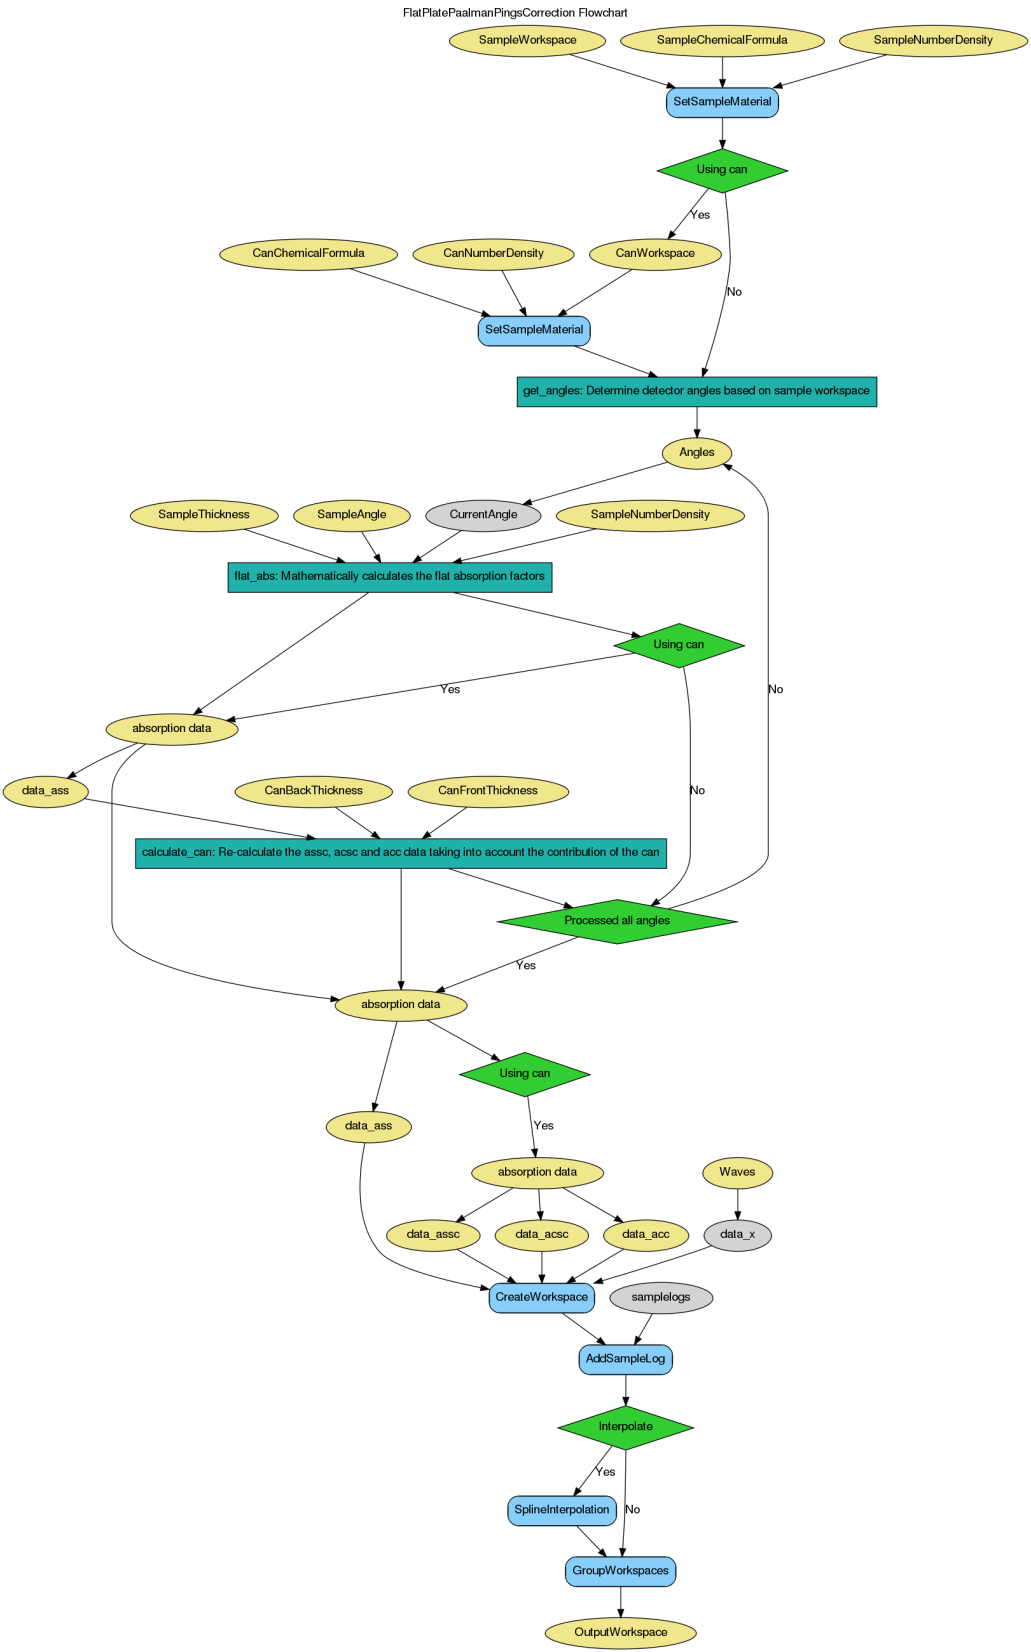 FlatPlatePaalmanPingsCorrection Flowchart
SampleWorkspace
SampleChemicalFormula
SampleNumberDensity
SetSampleMaterial
Using can
Yes
CanChemicalFormula
CanNumberDensity
CanWorkspace
No
SetSampleMaterial
get_angles: Determine detector angles based on sample workspace
Angles
SampleThickness
SampleAngle
CurrentAngle
SampleNumberDensity
flat_abs: Mathematically calculates the flat absorption factors
Using can
Yes
No
absorption data
data_ass
CanBackThickness
CanFrontThickness
No
calculate_can: Re-calculate the assc, acsc and acc data taking into account the contribution of the can
Processed all angles
Yes
absorption data
Using can
data_ass
Yes
absorption data
Waves
data_assc
data_acsc
data_acc
data_x
CreateWorkspace
samplelogs
AddSampleLog
Interpolate
Yes
SplineInterpolation
No
GroupWorkspaces
OutputWorkspace